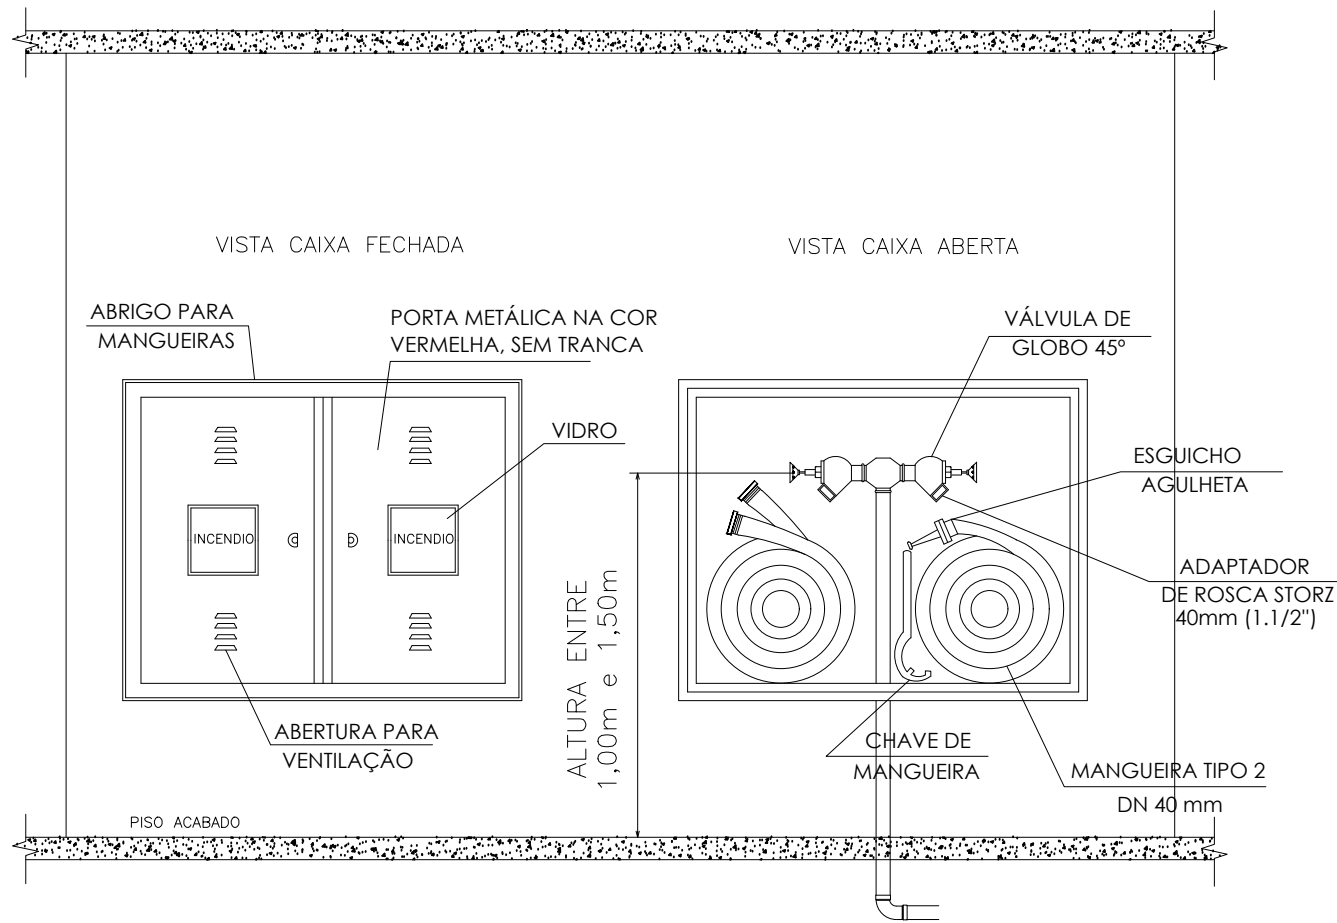 VISTA CAIXA FECHADA
VISTA CAIXA ABERTA
ABRIGO PARA
MANGUEIRAS
PORTA METÁLICA NA COR
VERMELHA, SEM TRANCA
VÁLVULA DE
GLOBO 45º
VIDRO
ESGUICHO
AGULHETA
INCENDIO
INCENDIO
ADAPTADOR
DE ROSCA STORZ
40mm (1.1/2")
ALTURA ENTRE
1,00m e 1,50m
ABERTURA PARA
VENTILAÇÃO
CHAVE DE
MANGUEIRA
MANGUEIRA TIPO 2
DN 40 mm
PISO ACABADO